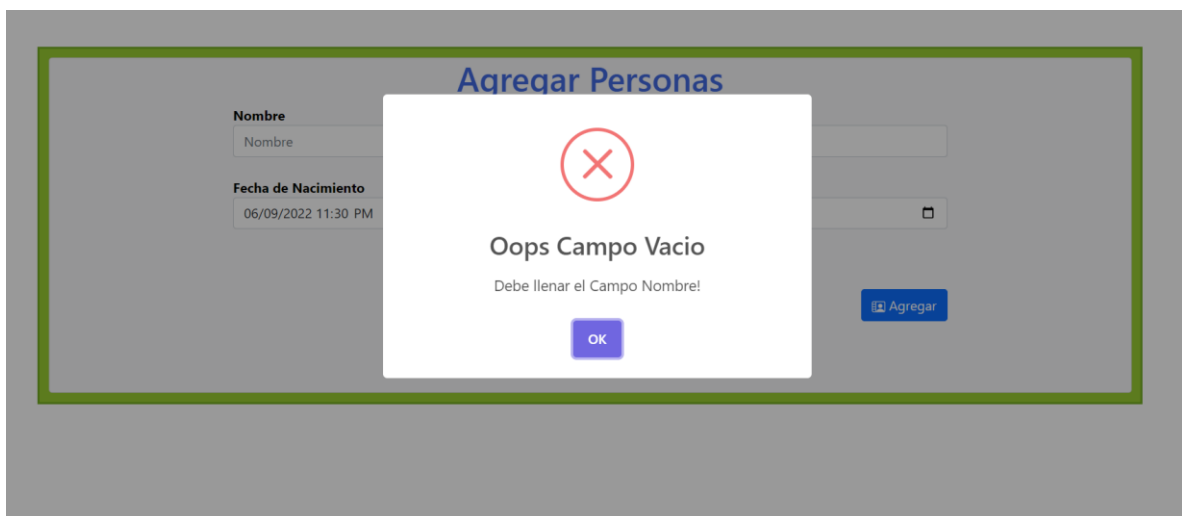 Agregar Personas
Nombre
Nombre
Fecha de Nacimiento
06/09/2022 11:30 PM
Oops Campo Vacio
Debe llenar el Campo Nombre!
OK
Agregar